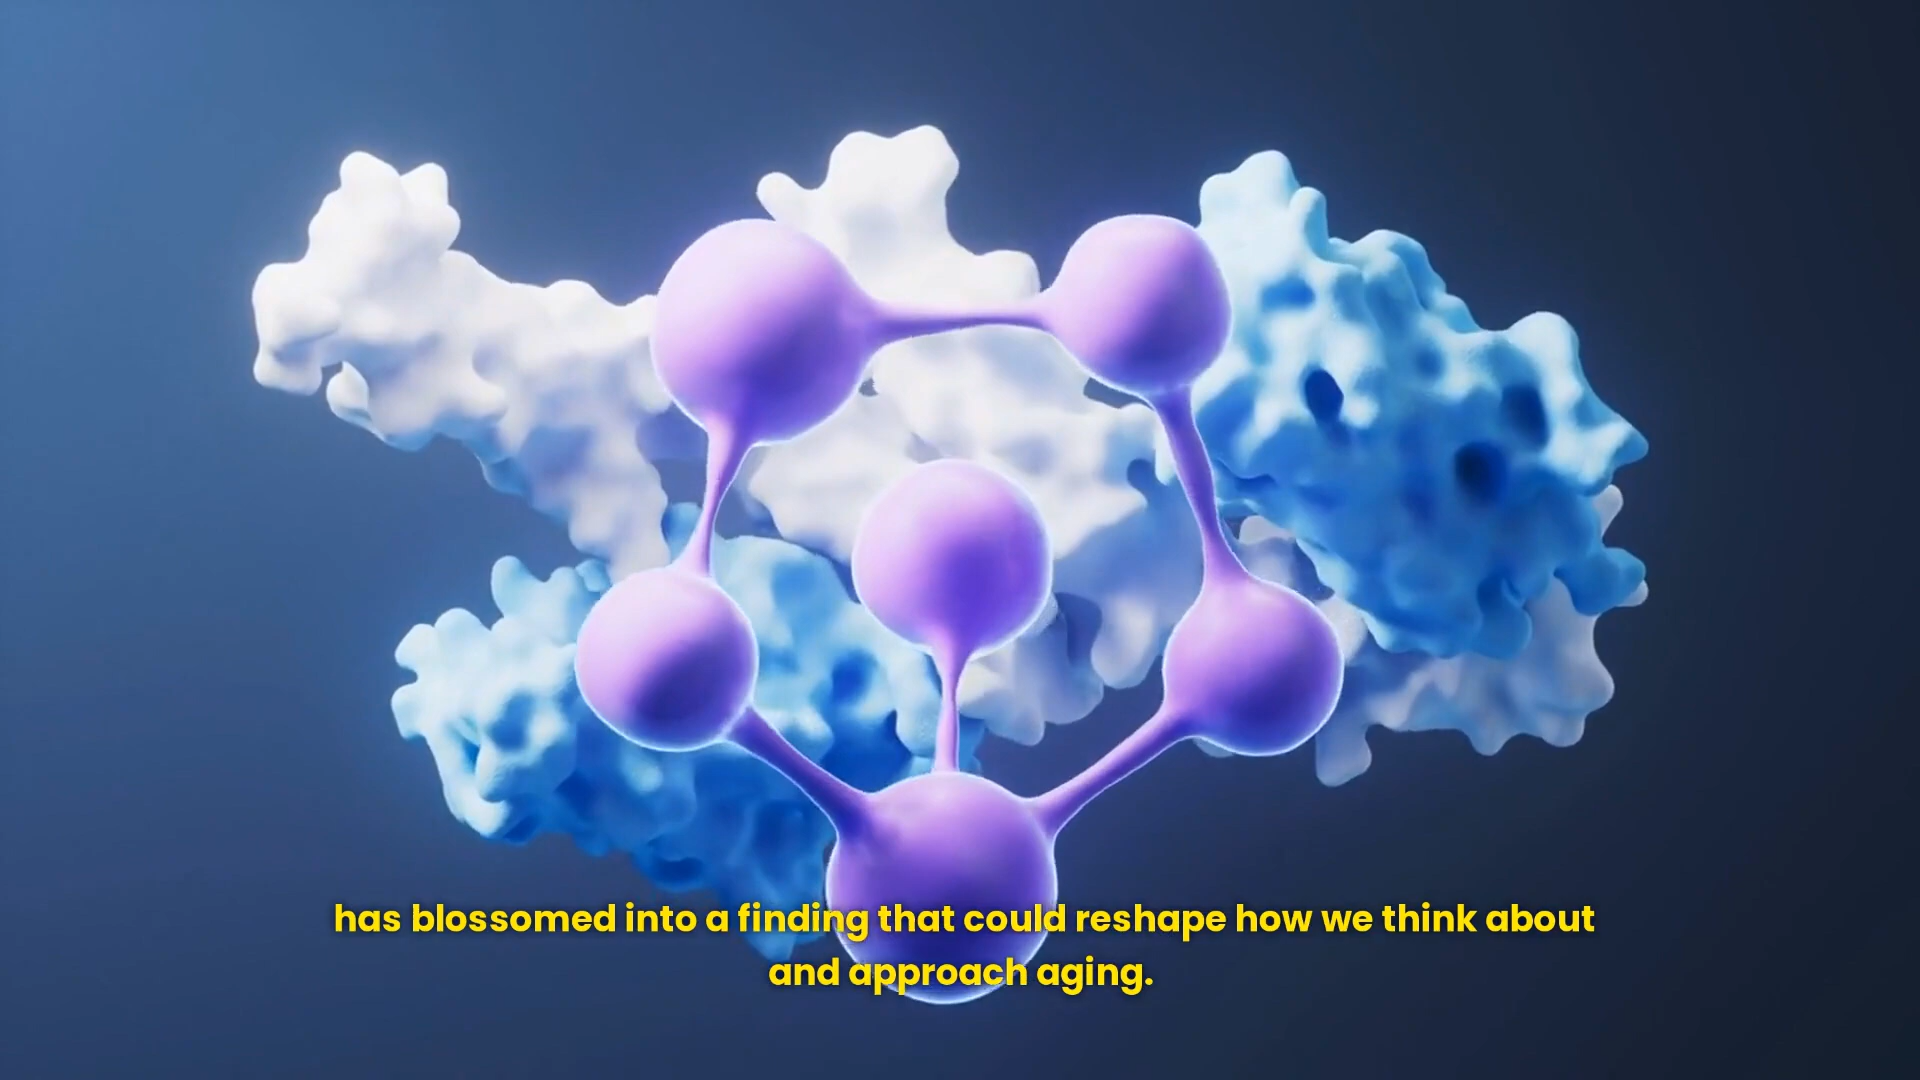 has blossomed into a finding that could reshape how we think about
and approach aging.